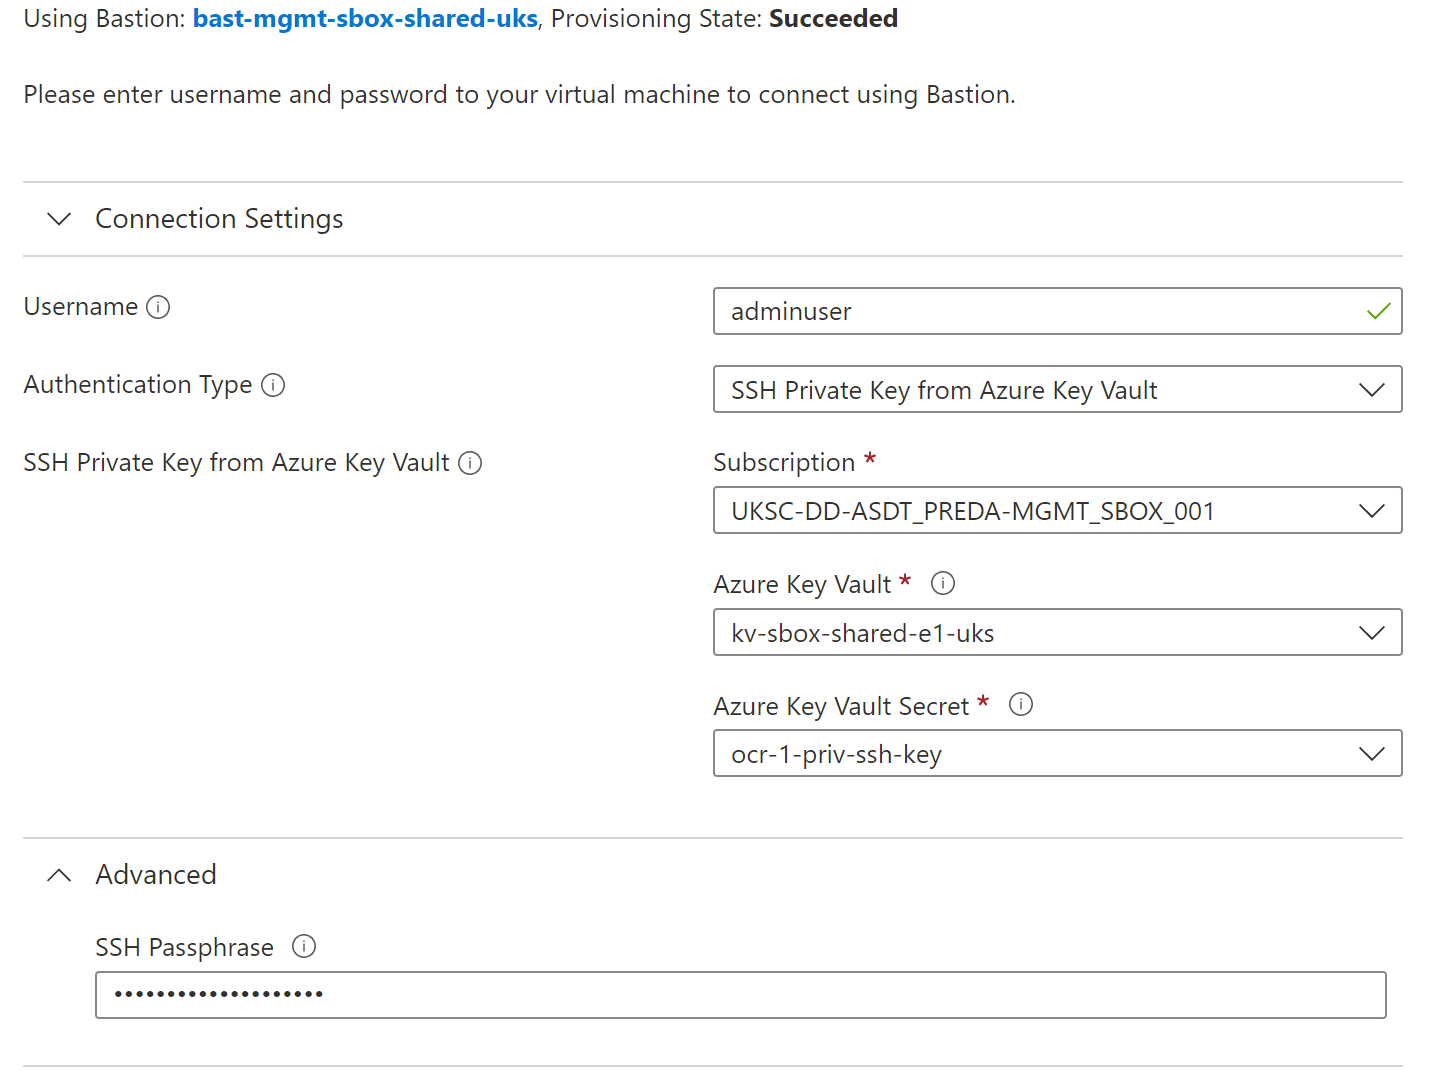 Using Bastion: bast-mgmt-sbox-shared-uks, Provisioning State: Succeeded
Please enter username and password to your virtual machine to connect using Bastion.
Connection Settings
Username
adminuser
Authentication Type
SSH Private Key from Azure Key Vault
SSH Private Key from Azure Key Vault
Subscription *
UKSC-DD-ASDT_PREDA-MGMT_SBOX_001
Azure Key Vault *
kv-sbox-shared-e1-uks
Azure Key Vault Secret *
ocr-1-priv-ssh-key
Advanced
SSH Passphrase
••••••••••••••••••••